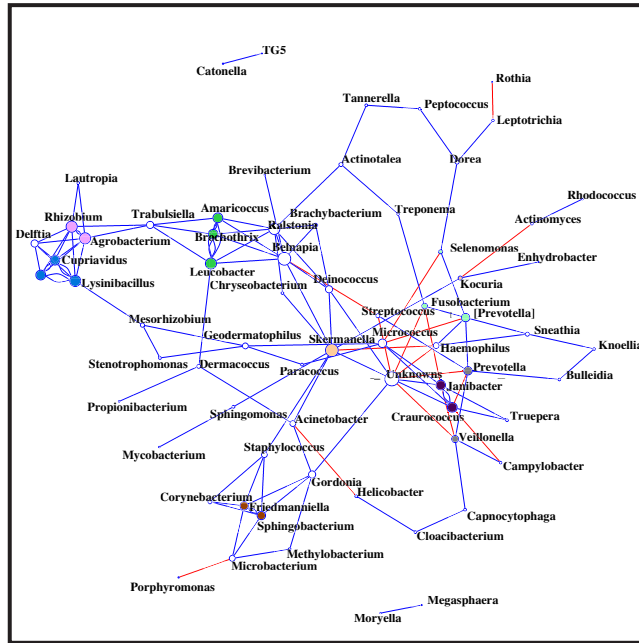 TG5
Catonella
Rothia
Tannerella
Peptococcus
Leptotrichia
Actinotalea
Dorea
Brevibacterium
Lautropia
Rhodococcus
Amaricoccus
Brachybacterium
Treponema
Rhizobium
Trabulsiella
Ralstonia
Actinomyces
Delftia
Agrobacterium
Brochothrix
Beinapia
Selenomonas
Cupriavidus
Leucobacter
Deinococcus
Enhydrobacter
Lysinibacillus
Chryseobacterium
Kocuria
Fusobacterium
Mesorhizobium
Streptococcus
[Prevotella]
Geodermatophilus
Skermanella
Micrococcus
Sneathia
Haemophilus
Knoellia
Stenotrophomonas
Dermacoccus
Paracoccus
Unknowns
Prevotella
Janibacter
Bulleidia
Propionibacterium
Sphingomonas
Acinetobacter
Craurococcus
Truepera
Mycobacterium
Staphylococcus
Veillonella
Campylobacter
Gordonia
Corynebacterium
Friedmanniella
Helicobacter
Capnocytophaga
Sphingobacterium
Cloacibacterium
Methylobacterium
Microbacterium
Porphyromonas
Megasphaera
Moryella